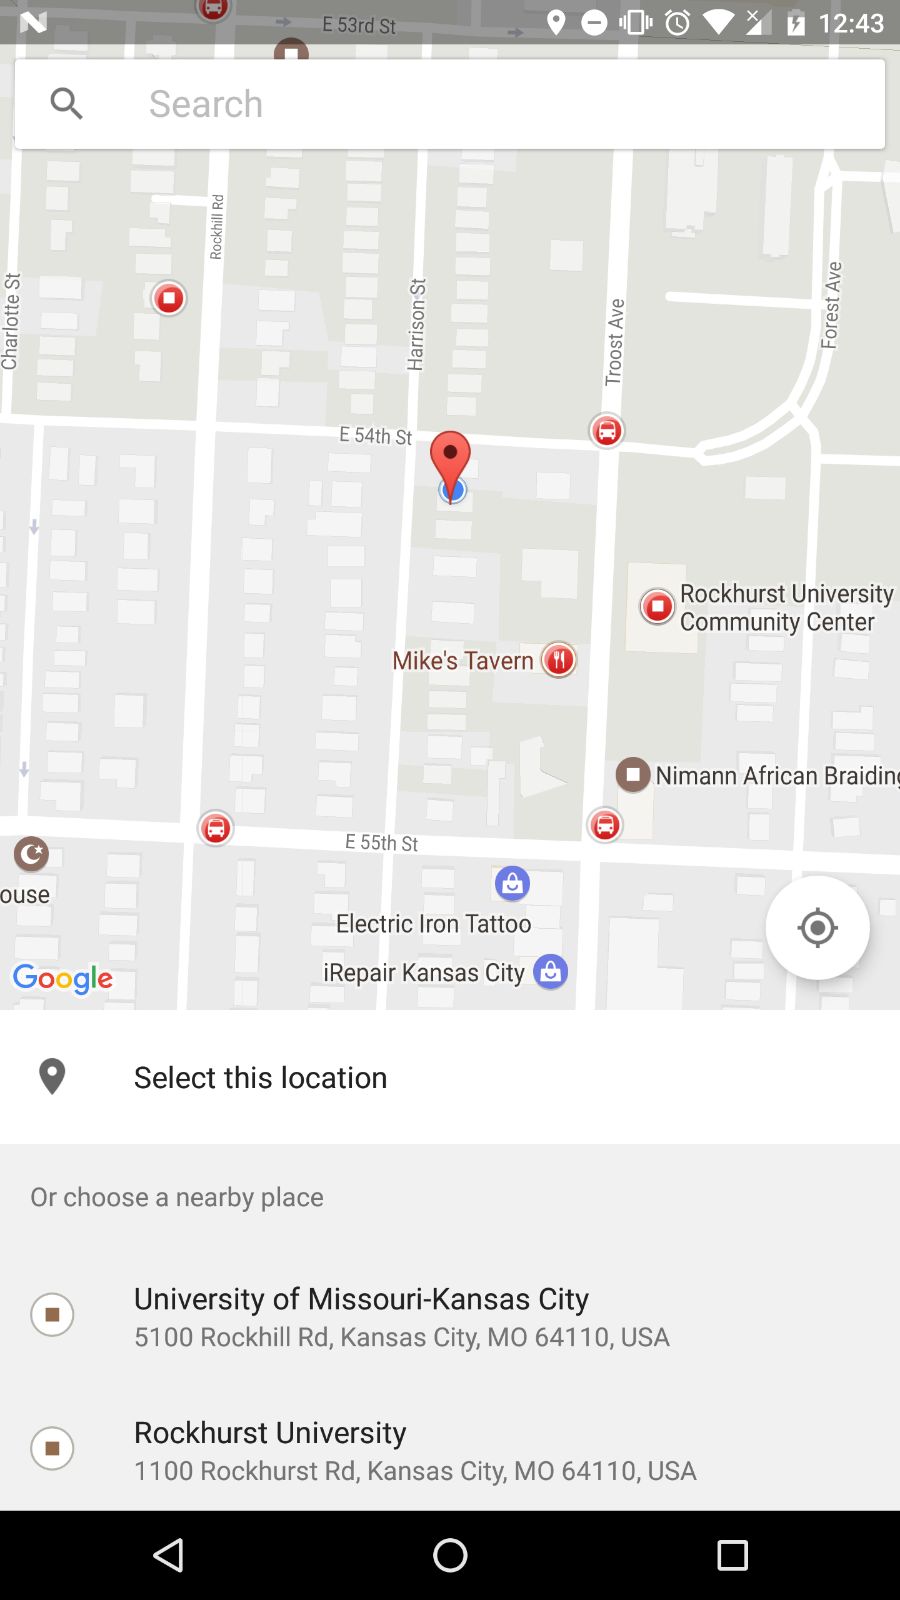 12:43
E 53rd St
Search
Rockhill Rd
Charlotte St
Harrison St
Troost Ave
Forest Ave
E 54th St
Rockhurst University
Community Center
Mike's Tavern
Nimann African Braiding
E 55th St
ouse
Electric Iron Tattoo
iRepair Kansas City
Google
Select this location
Or choose a nearby place
University of Missouri-Kansas City
5100 Rockhill Rd, Kansas City, MO 64110, USA
Rockhurst University
1100 Rockhurst Rd, Kansas City, MO 64110, USA